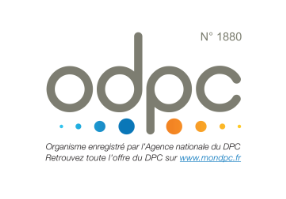 N° 1880
odpc
Organisme enregistré par l'Agence nationale du DPC
Retrouvez toute l'offre du DPC sur www.mondpc.fr